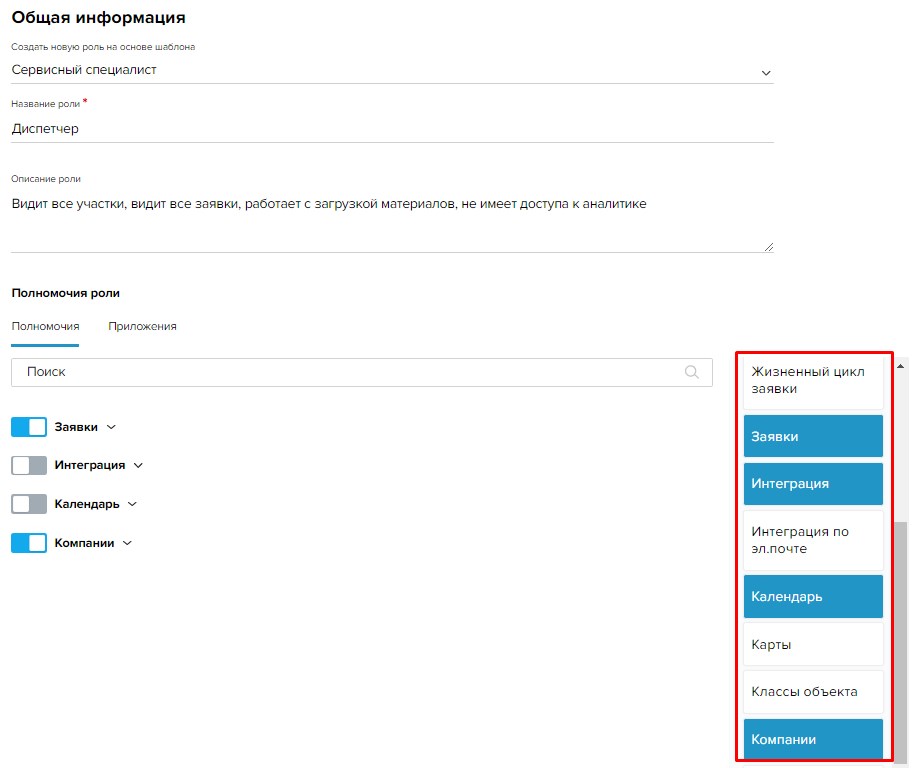 Общая информация
Создать новую роль на основе шаблона
Сервисный специалист
Название роли *
Диспетчер
Описание роли
Видит все участки, видит все заявки, работает с загрузкой материалов, не имеет доступа к аналитике
Полномочия роли
Полномочия Приложения
Поиск
Заявки
Интеграция
Календарь
Компании
Жизненный цикл
заявки
Заявки
Интеграция
Интеграция по
эл.почте
Календарь
Карты
Классы объекта
Компании